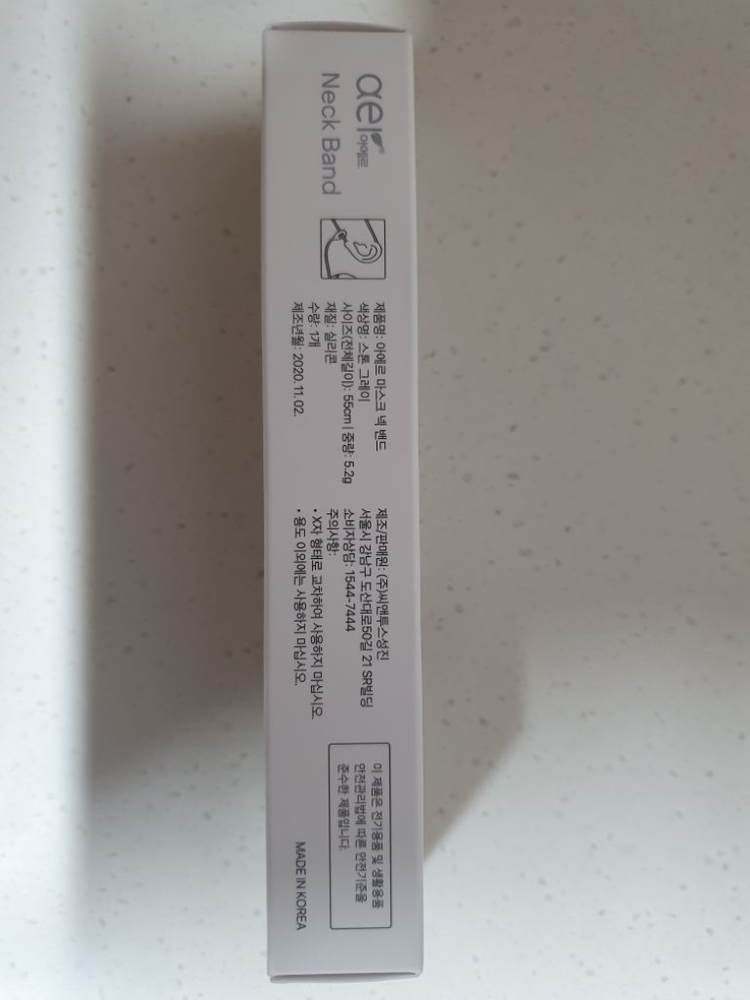 aer
아에르
Neck Band
제품명: 아에르 마스크 넥 밴드
색상명: 스톤 그레이
사이즈(전체길이): 55cm | 중량: 5.2g
재질: 실리콘
수량: 1개
제조년월: 2020.11.02.
제조/판매원: (주)씨앤투스성진
서울시 강남구 도산대로50길 21 SR빌딩
소비자상담: 1544-7444
주의사항:
• X자 형태로 교차하여 사용하지 마십시오.
• 용도 이외에는 사용하지 마십시오.
이 제품은 전기용품 및 생활용품
안전관리법에 따른 안전기준을
준수한 제품입니다.
MADE IN KOREA